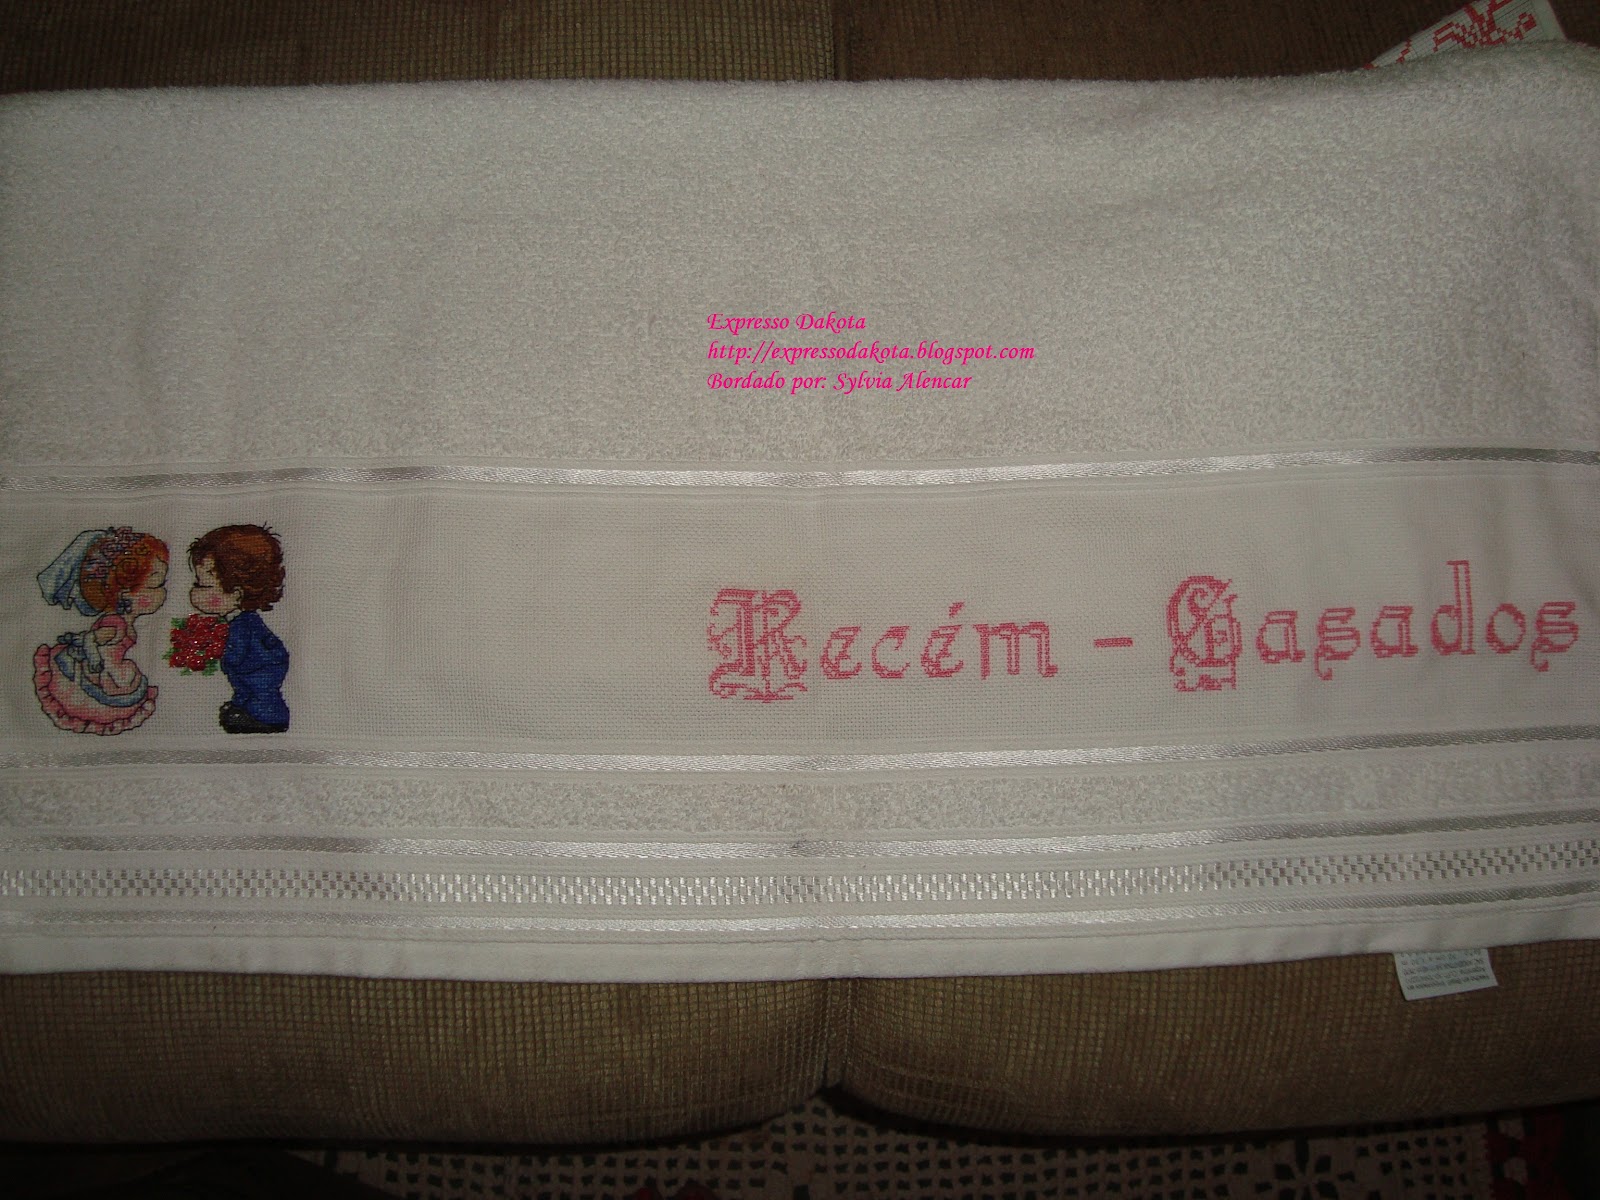 Expresso Dakota
http://expressodakota.blogspot.com
Bordado por: Sylvia Alencar
Recém - Casados